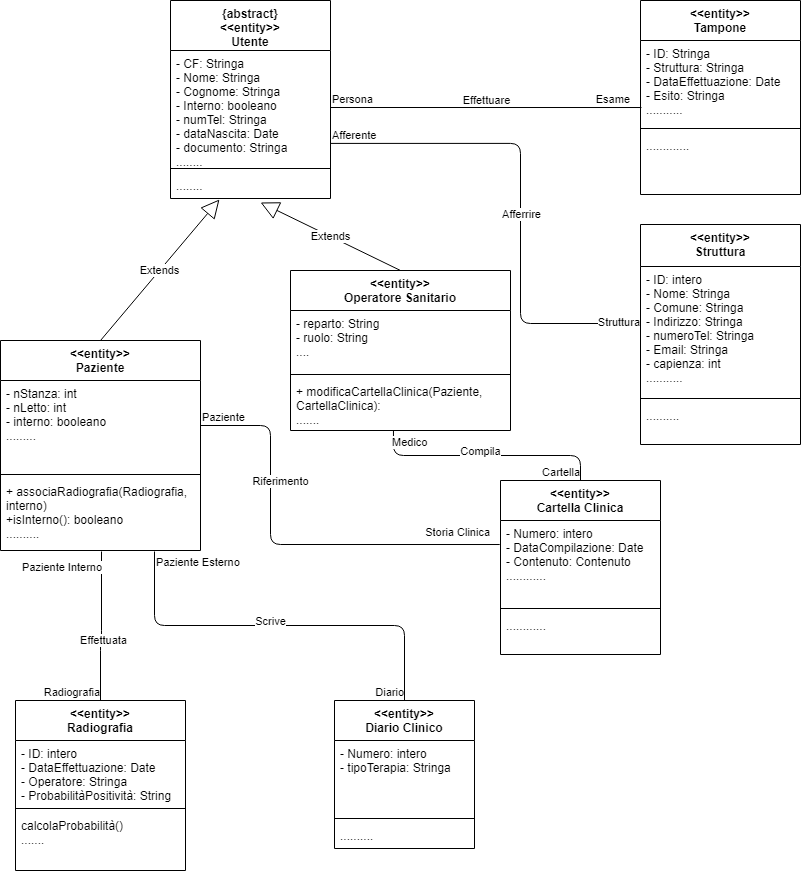 {abstract}
<<entity>>
Utente
- CF: Stringa
- Nome: Stringa
- Cognome: Stringa
- Interno: booleano
- numTel: Stringa
- dataNascita: Date
- documento: Stringa
........
........
<<entity>>
Tampone
- ID: Stringa
- Struttura: Stringa
- DataEffettuazione: Date
- Esito: Stringa
...........
.............
Persona
Effettuare
Esame
Afferente
Afferrire
Struttura
<<entity>>
Struttura
- ID: intero
- Nome: Stringa
- Comune: Stringa
- Indirizzo: Stringa
- numeroTel: Stringa
- Email: Stringa
- capienza: int
...........
..........
Extends
Extends
<<entity>>
Operatore Sanitario
- reparto: String
- ruolo: String
....
+ modificaCartellaClinica(Paziente,
CartellaClinica):
.......
<<entity>>
Paziente
- nStanza: int
- nLetto: int
- interno: booleano
.........
+ associaRadiografia(Radiografia,
interno)
+isInterno(): booleano
..........
Paziente
Riferimento
Storia Clinica
Medico
Compila
Cartella
<<entity>>
Cartella Clinica
- Numero: intero
- DataCompilazione: Date
- Contenuto: Contenuto
............
............
Paziente Interno
Effettuata
Radiografia
Paziente Esterno
Scrive
Diario
<<entity>>
Radiografia
- ID: intero
- DataEffettuazione: Date
- Operatore: Stringa
- ProbabilitàPositività: String
calcolaProbabilità()
.......
<<entity>>
Diario Clinico
- Numero: intero
- tipoTerapia: Stringa
..........